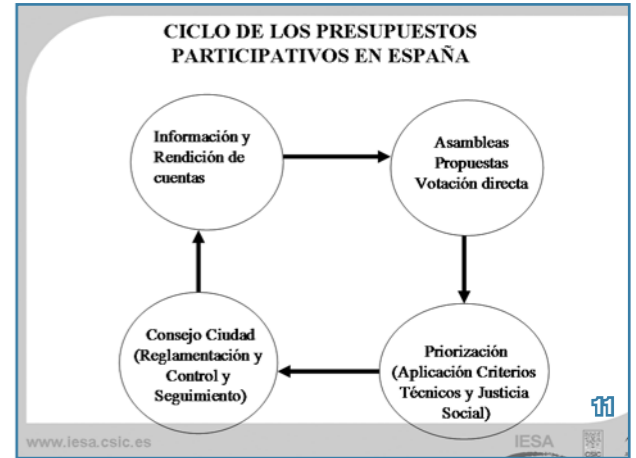 CICLO DE LOS PRESUPUESTOS
PARTICIPATIVOS EN ESPAÑA
Información y
Rendición de
cuentas
Asambleas
Propuestas
Votación directa
Consejo Ciudad
(Reglamentación y
Control y
Seguimiento)
Priorización
(Aplicación Criterios
Técnicos y Justicia
Social)
11
www.iesa.csic.es
IESA
CSIC